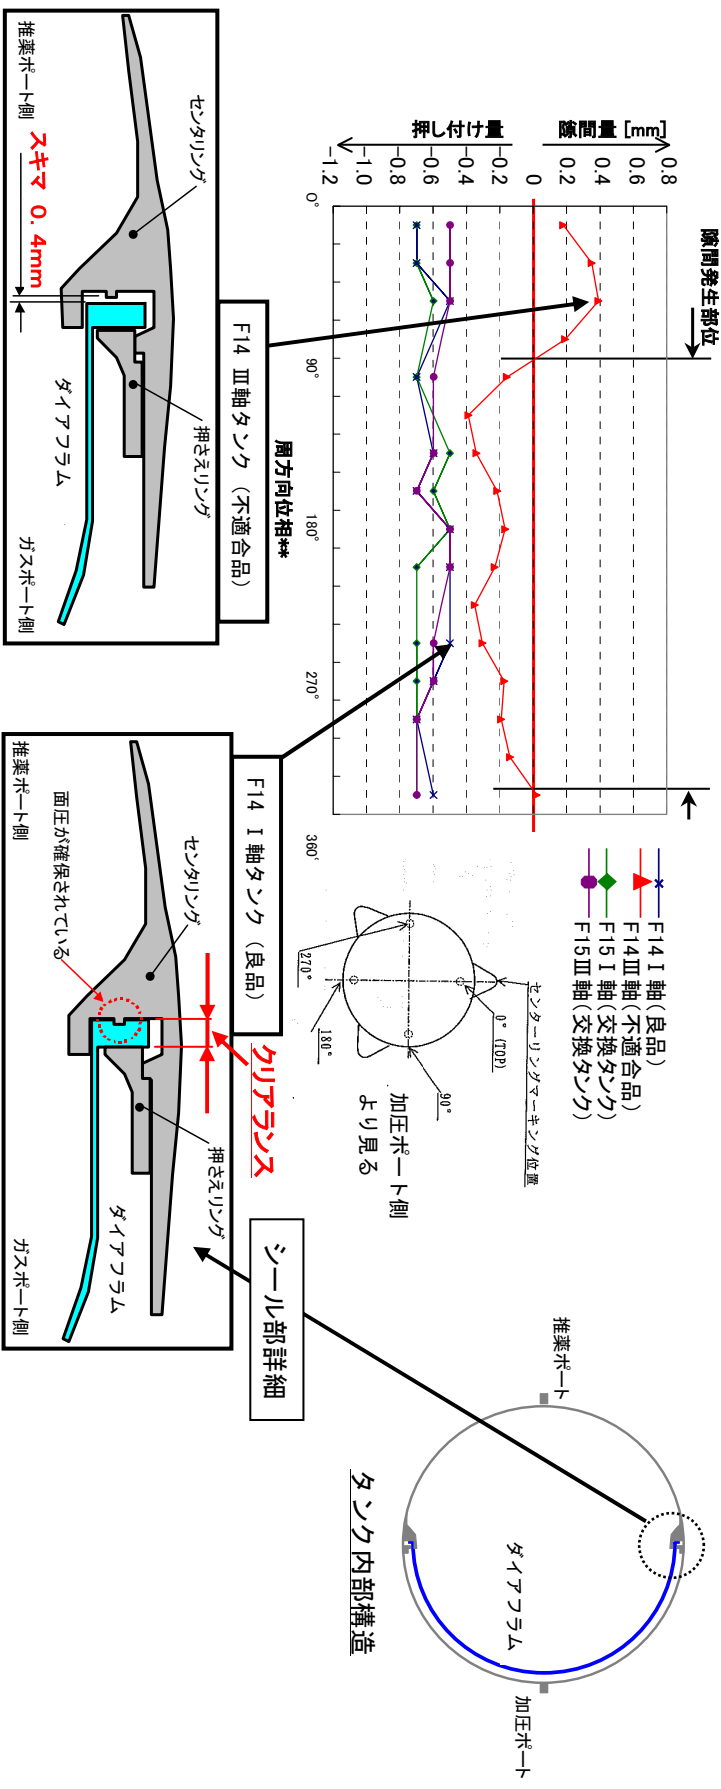 隙間発生部位
隙間量 [mm]
押し付け量
0.8
0.6
0.4
0.2
0
-0.2
-0.4
-0.6
-0.8
-1.0
-1.2
0°
90°
180°
270°
360°
周方向位相**
F14Ⅰ軸(良品)
F14Ⅲ軸(不適合品)
F15Ⅰ軸(交換タンク)
F15Ⅲ軸(交換タンク)
センターリングマーキング位置
0° (TOP)
90°
180°
270°
加圧ポート側
より見る
推薬ポート
ダイアフラム
加圧ポート
タンク内部構造
シール部詳細
F14 Ⅲ軸タンク (不適合品)
センタリング
推薬ポート側
スキマ 0.4mm
押さえリング
ダイアフラム
ガスポート側
F14 Ⅰ軸タンク (良品)
クリアランス
センタリング
推薬ポート側
面圧が確保されている
押さえリング
ダイアフラム
ガスポート側